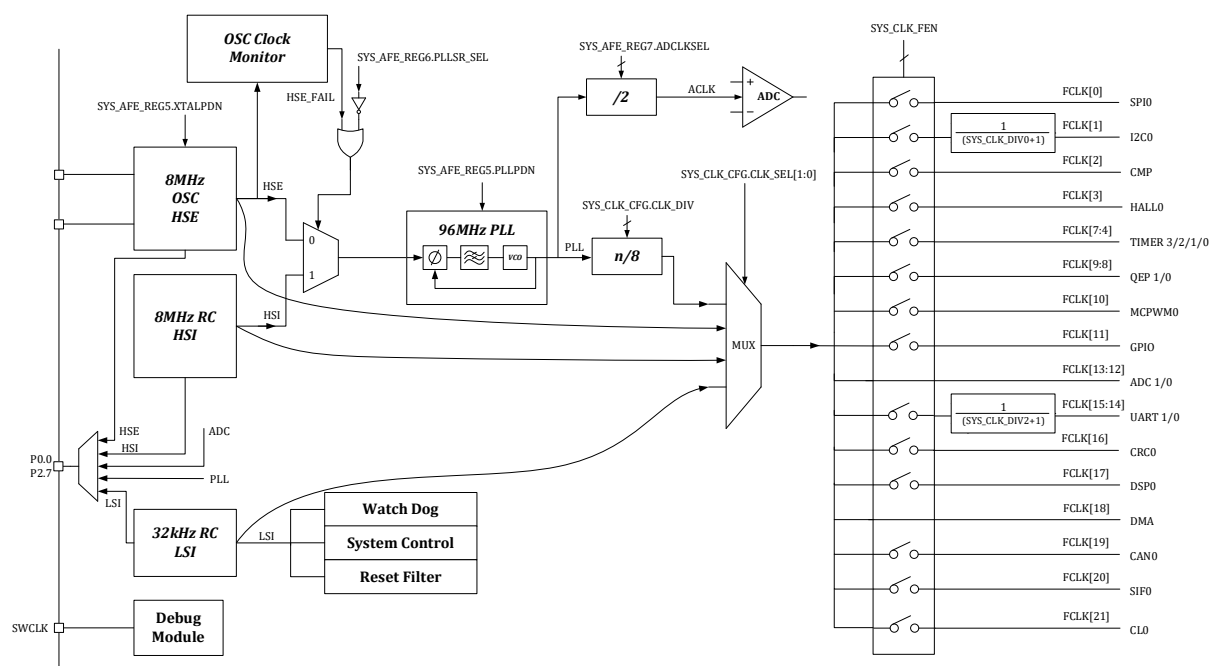 SYS_CLK_FEN
OSC Clock
Monitor
SYS_AFE_REG6.PLLSR_SEL
SYS_AFE_REG7.ADCLKSEL
HSE_FAIL
/2
ACLK
ADC
SYS_AFE_REG5.XTALPDN
8MHz
OSC
HSE
HSE
SYS_AFE_REG5.PLLPDN
SYS_CLK_CFG.CLK_SEL[1:0]
SYS_CLK_CFG.CLK_DIV
96MHz PLL
VCO
PLL
n/8
0
1
8MHz RC
HSI
HSI
MUX
HSE
HSI
ADC
PLL
LSI
P0.0
P2.7
32kHz RC
LSI
LSI
Watch Dog
System Control
Reset Filter
SWCLK
Debug
Module
FCLK[0]
SPI0
1
(SYS_CLK_DIV0+1)
FCLK[1]
I2C0
FCLK[2]
CMP
FCLK[3]
HALL0
FCLK[7:4]
TIMER 3/2/1/0
FCLK[9:8]
QEP 1/0
FCLK[10]
MCPWM0
FCLK[11]
GPIO
FCLK[13:12]
ADC 1/0
1
(SYS_CLK_DIV2+1)
FCLK[15:14]
UART 1/0
FCLK[16]
CRC0
FCLK[17]
DSP0
FCLK[18]
DMA
FCLK[19]
CAN0
FCLK[20]
SIF0
FCLK[21]
CL0